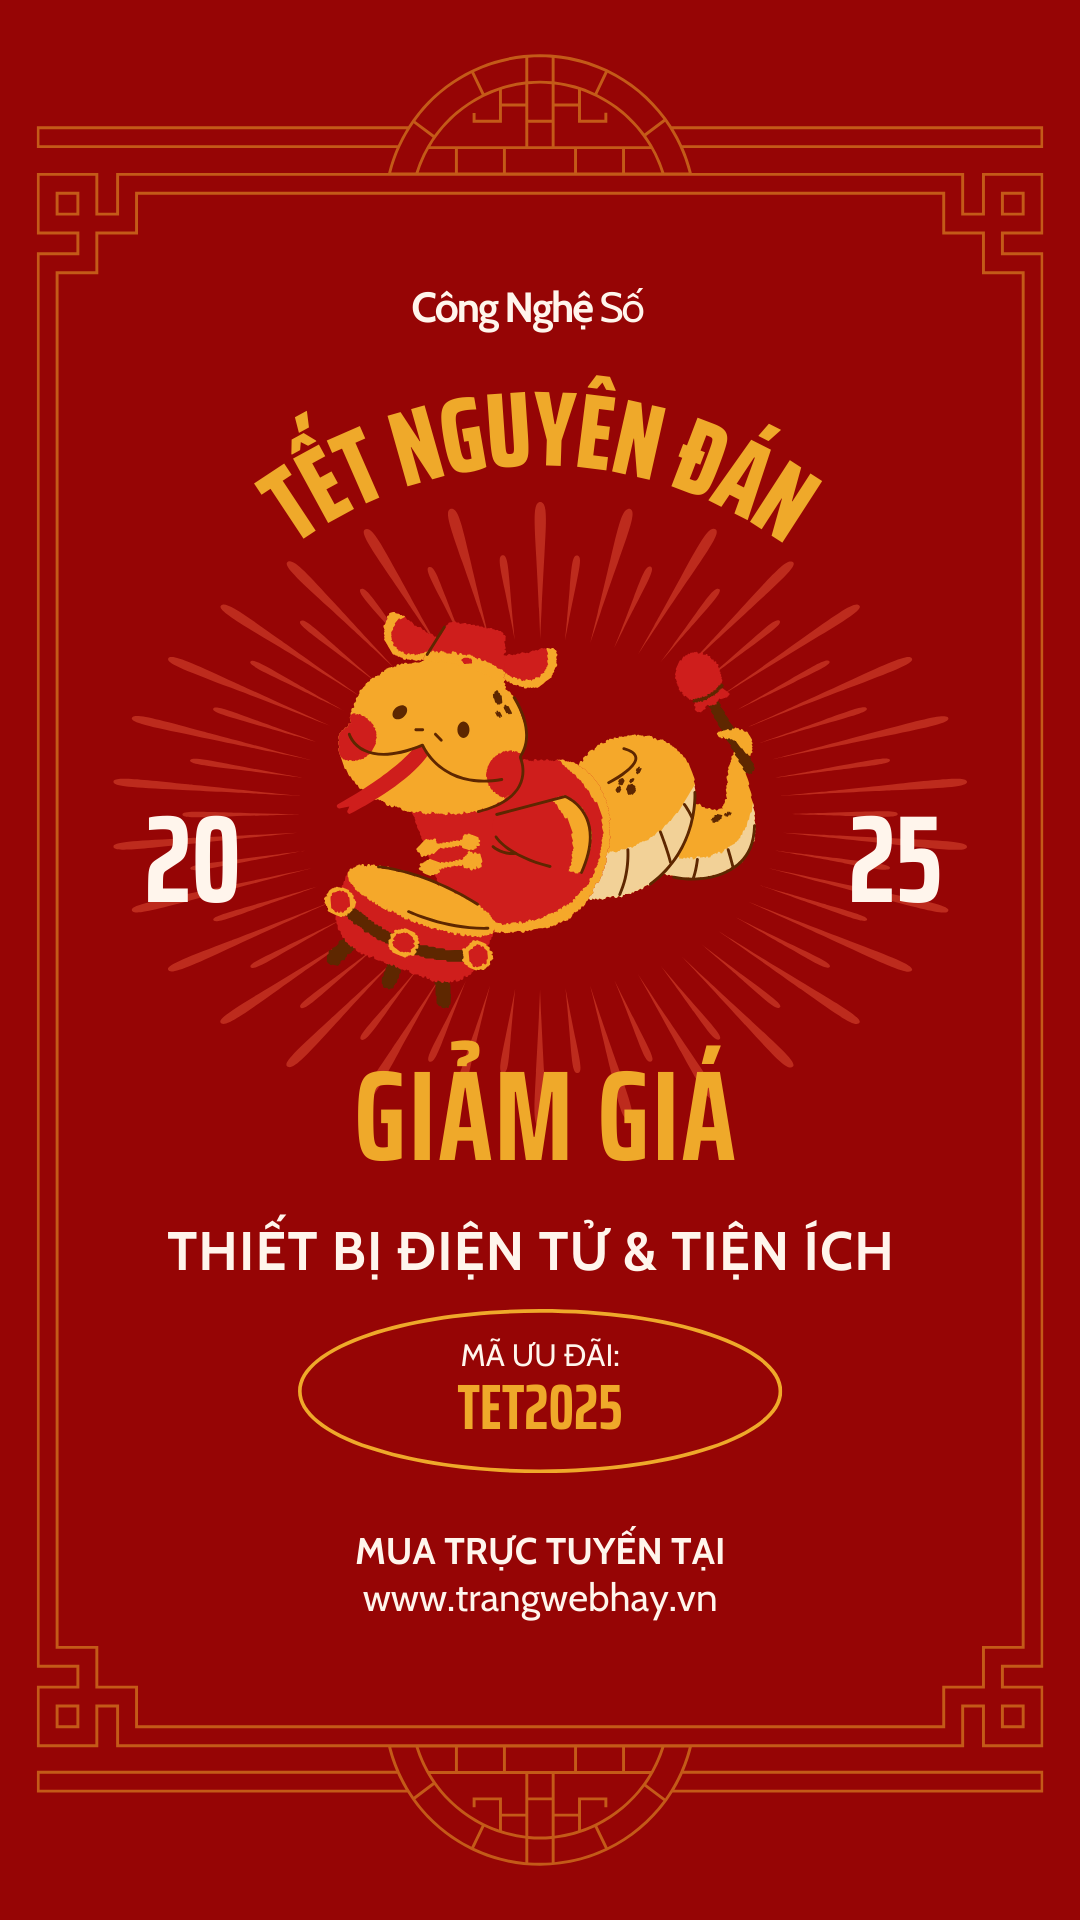 Công Nghệ Số
TẾT NGUYÊN ĐÁN
20
25
GIẢM GIÁ
THIẾT BỊ ĐIỆN TỬ & TIỆN ÍCH
MÃ ƯU ĐÃI:
TET2025
MUA TRỰC TUYẾN TẠI
www.trangwebhay.vn